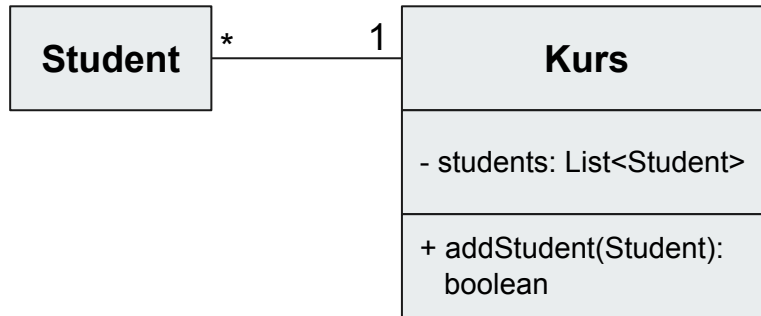 Student
*
1
Kurs
- students: List<Student>
+ addStudent(Student):
boolean